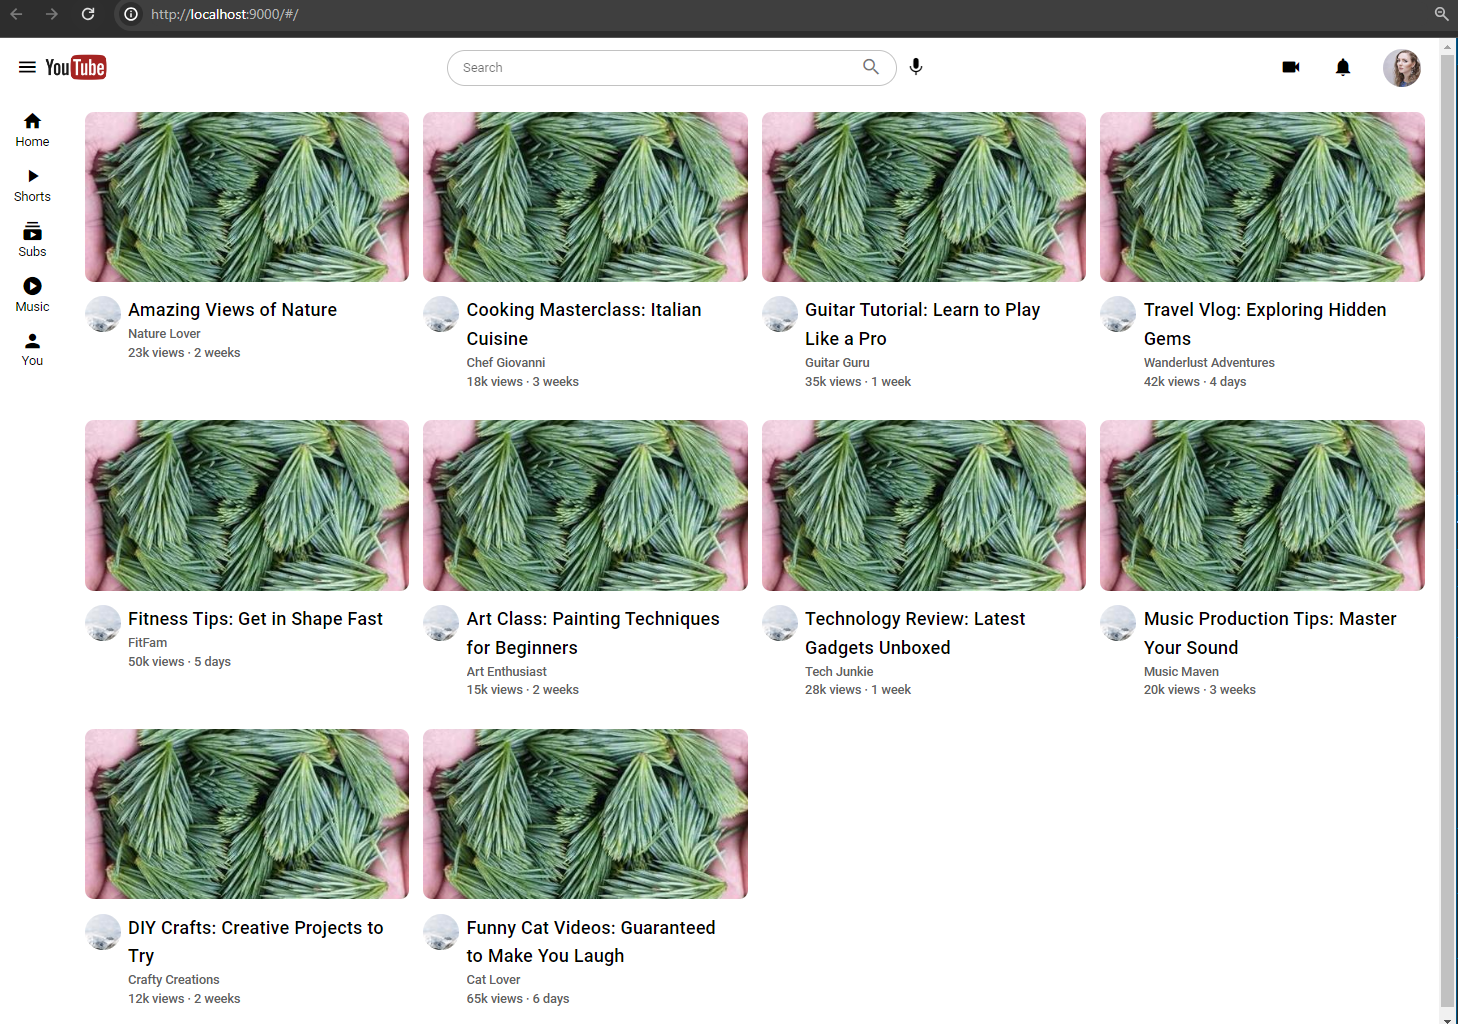 http://localhost:9000/#/
YouTube
Search
Home
Shorts
Subs
Music
You
Amazing Views of Nature
Nature Lover
23k views · 2 weeks
Cooking Masterclass: Italian
Cuisine
Chef Giovanni
18k views · 3 weeks
Guitar Tutorial: Learn to Play
Like a Pro
Guitar Guru
35k views · 1 week
Travel Vlog: Exploring Hidden
Gems
Wanderlust Adventures
42k views · 4 days
Fitness Tips: Get in Shape Fast
FitFam
50k views · 5 days
Art Class: Painting Techniques
for Beginners
Art Enthusiast
15k views · 2 weeks
Technology Review: Latest
Gadgets Unboxed
Tech Junkie
28k views · 1 week
Music Production Tips: Master
Your Sound
Music Maven
20k views · 3 weeks
DIY Crafts: Creative Projects to
Try
Crafty Creations
12k views · 2 weeks
Funny Cat Videos: Guaranteed
to Make You Laugh
Cat Lover
65k views · 6 days